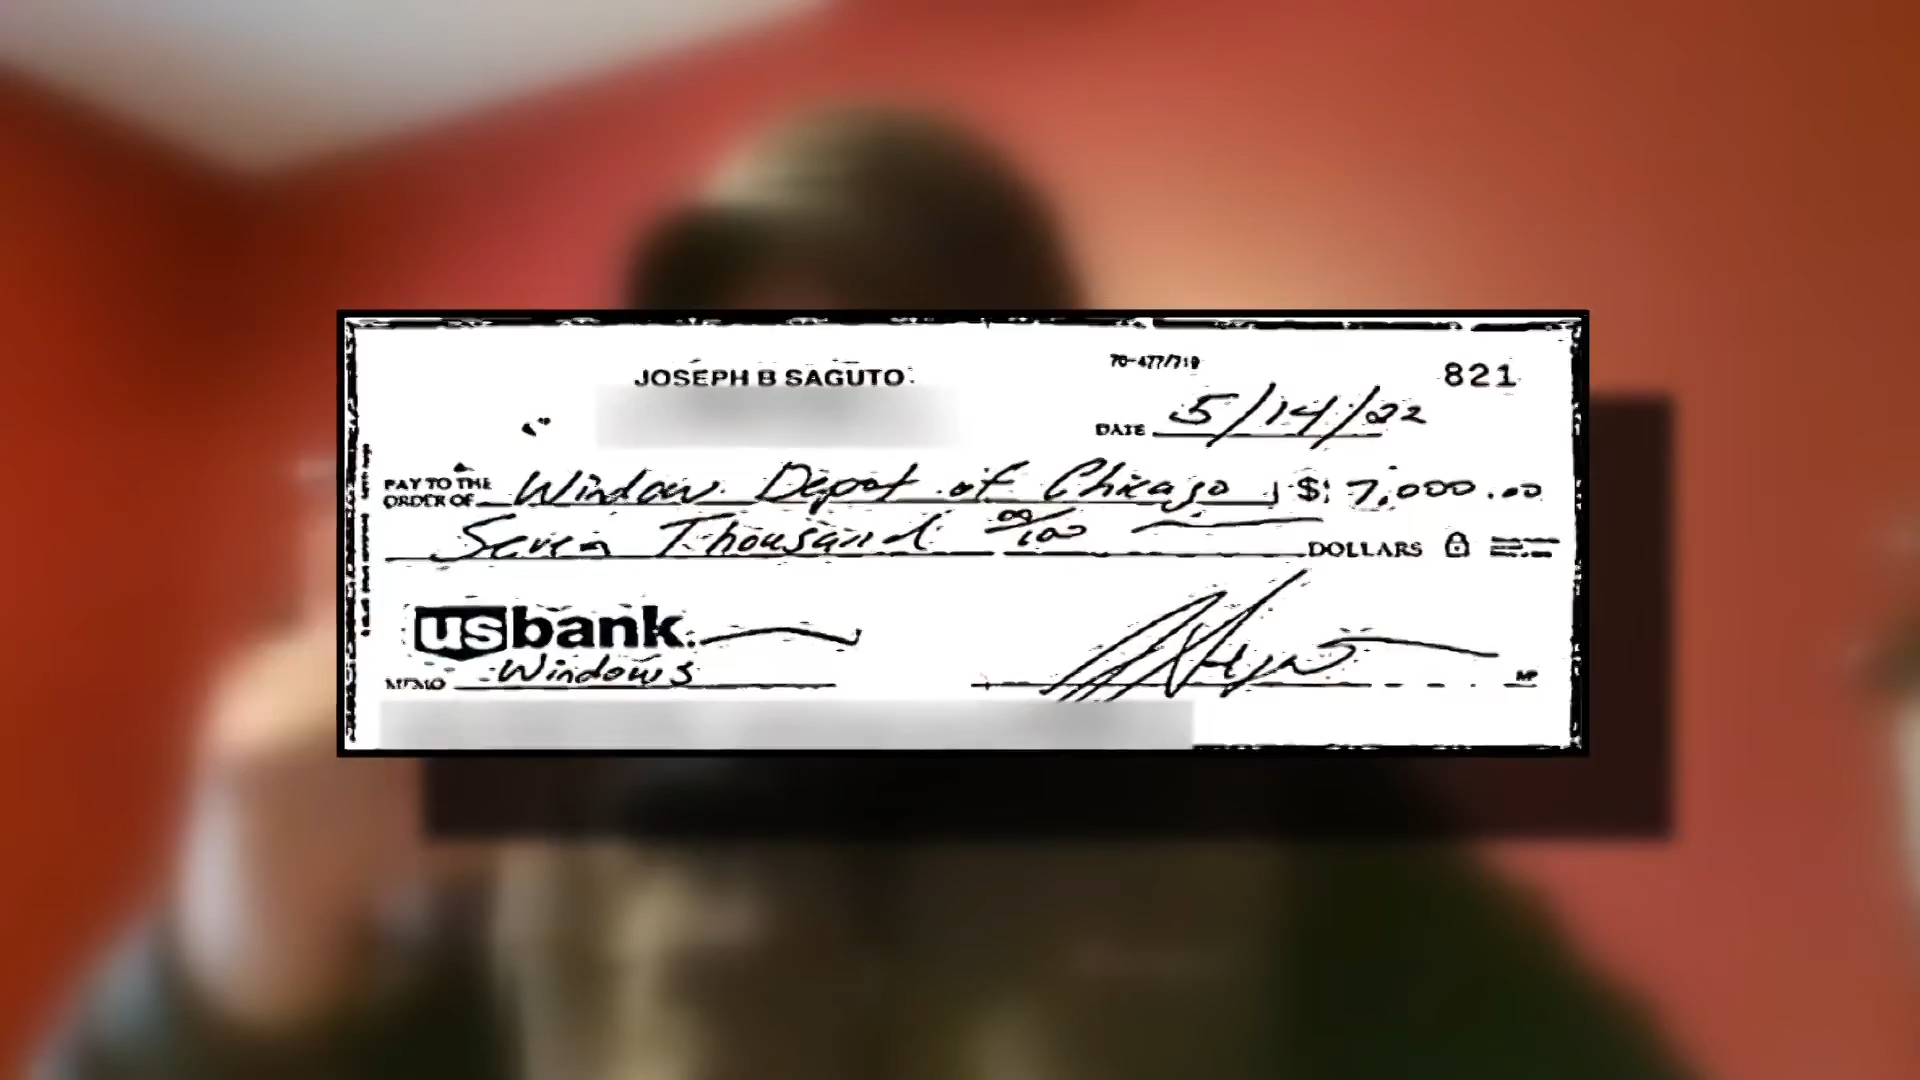 JOSEPH B SAGUTO
70-477/719
821
DATE 5/14/22
PAY TO THE ORDER OF Window Depot of Chicago $ 7,000.00
Seven Thousand 00/100 DOLLARS
usbank
MEMO Windows
MP